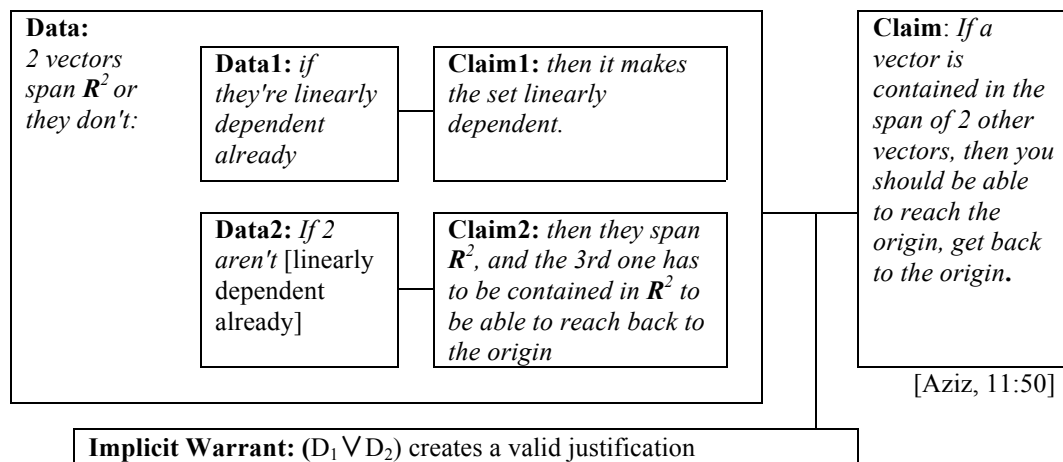 Data:
2 vectors
span R² or
they don't:
Data1: if
they're linearly
dependent
already
Claim1: then it makes
the set linearly
dependent.
Data2: If 2
aren't [linearly
dependent
already]
Claim2: then they span
R², and the 3rd one has
to be contained in R² to
be able to reach back to
the origin
Claim: If a
vector is
contained in the
span of 2 other
vectors, then you
should be able
to reach the
origin, get back
to the origin.
[Aziz, 11:50]
Implicit Warrant: (D₁∨D₂) creates a valid justification